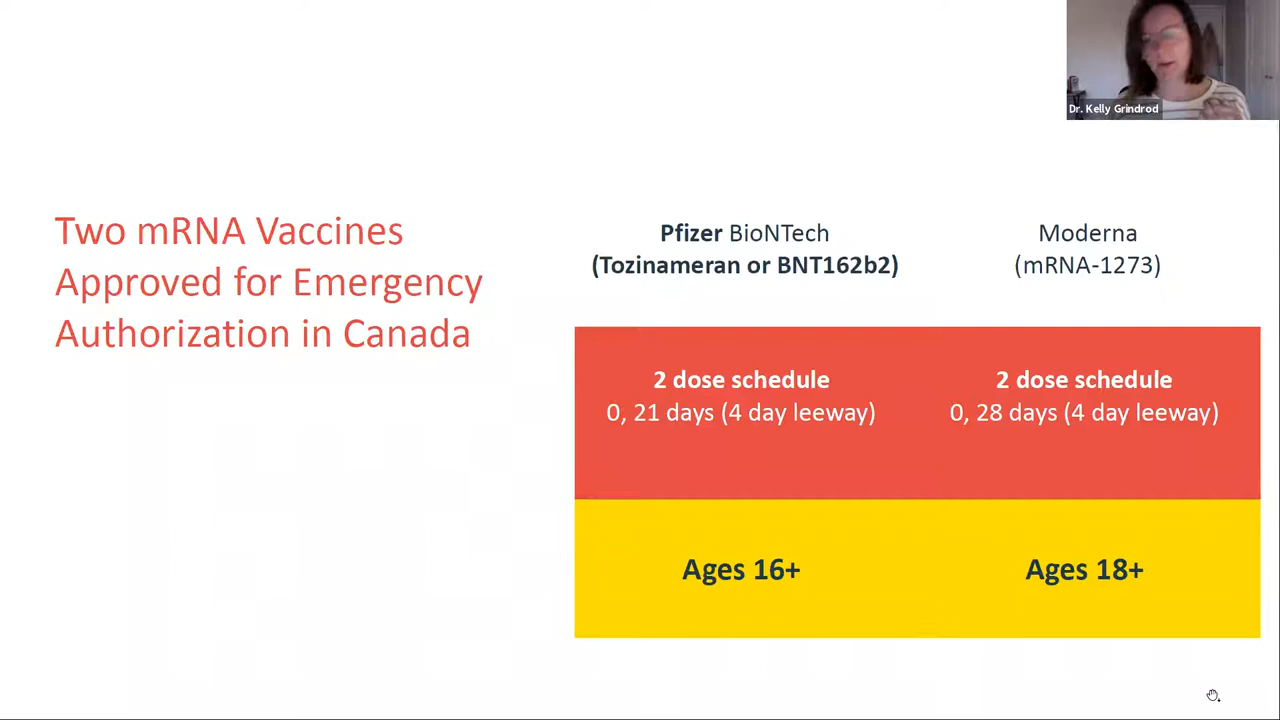 Dr. Kelly Grindrod
Two mRNA Vaccines
Approved for Emergency
Authorization in Canada
Pfizer BioNTech
(Tozinameran or BNT162b2)
Moderna
(mRNA-1273)
2 dose schedule
0, 21 days (4 day leeway)
2 dose schedule
0, 28 days (4 day leeway)
Ages 16+
Ages 18+